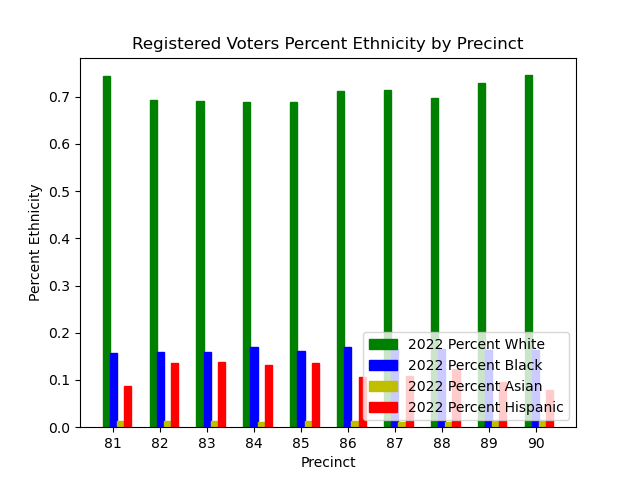 Registered Voters Percent Ethnicity by Precinct
Percent Ethnicity
0.7
0.6
0.5
0.4
0.3
0.2
0.1
0.0
2022 Percent White
2022 Percent Black
2022 Percent Asian
2022 Percent Hispanic
81 82 83 84 85 86 87 88 89 90
Precinct